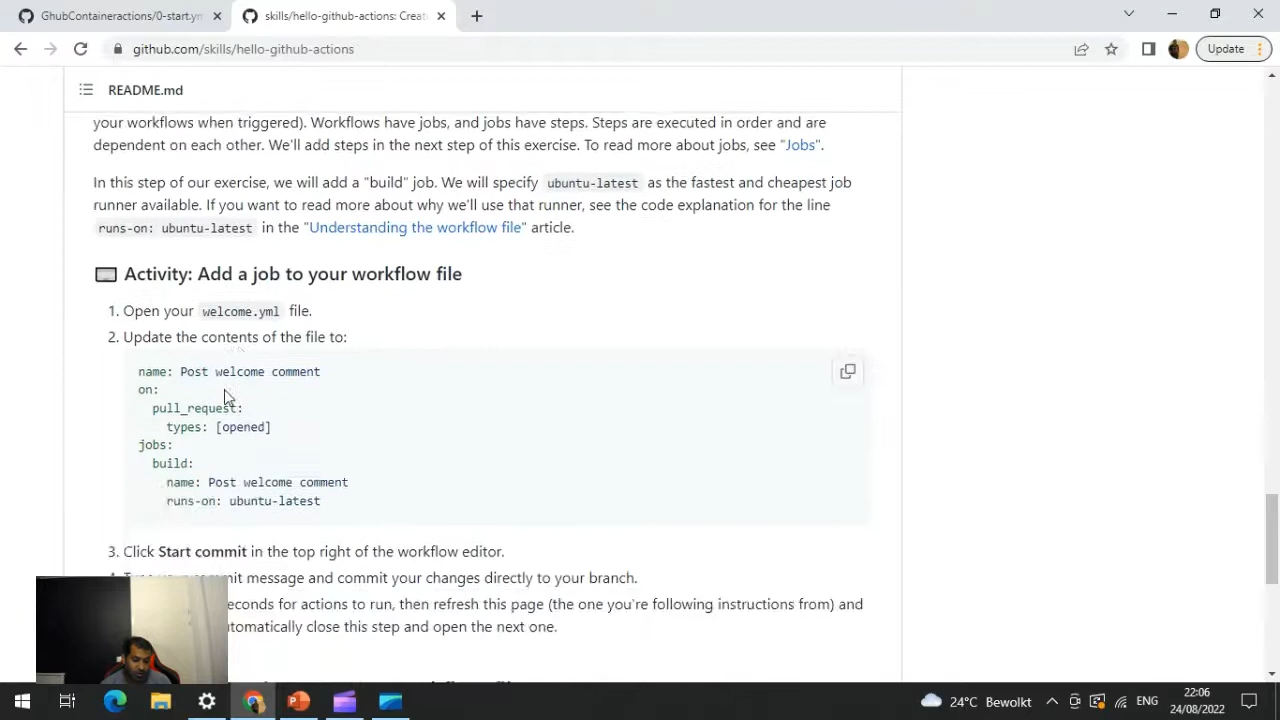 GhubContaineractions/0-start.ym
skills/hello-github-actions: Creat
github.com/skills/hello-github-actions
Update
README.md
your workflows when triggered). Workflows have jobs, and jobs have steps. Steps are executed in order and are
dependent on each other. We'll add steps in the next step of this exercise. To read more about jobs, see "Jobs".
In this step of our exercise, we will add a "build" job. We will specify ubuntu-latest as the fastest and cheapest job
runner available. If you want to read more about why we'll use that runner, see the code explanation for the line
runs-on: ubuntu-latest in the "Understanding the workflow file" article.
Activity: Add a job to your workflow file
1. Open your welcome.yml file.
2. Update the contents of the file to:
name: Post welcome comment
on:
pull_request:
types: [opened]
jobs:
build:
name: Post welcome comment
runs-on: ubuntu-latest
3. Click Start commit in the top right of the workflow editor.
message and commit your changes directly to your branch.
econds for actions to run, then refresh this page (the one you're following instructions from) and
utomatically close this step and open the next one.
24°C Bewolkt
ENG
22:06
24/08/2022